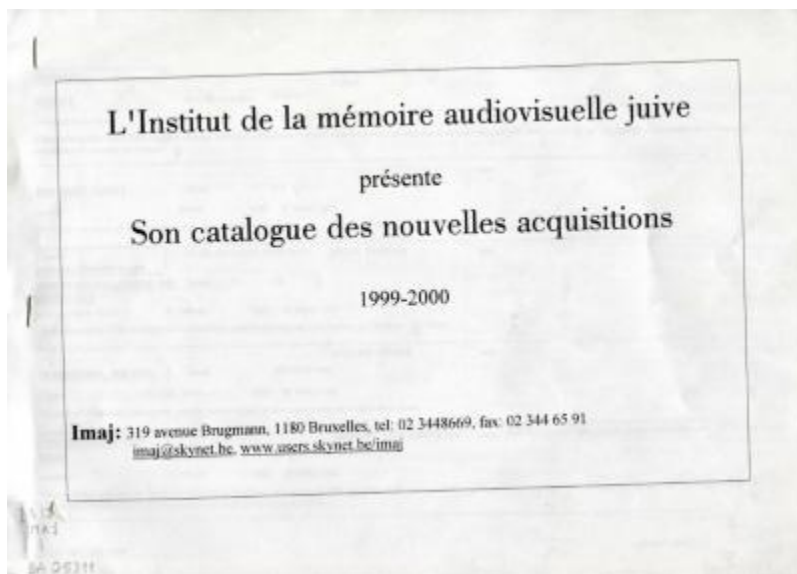 L'Institut de la mémoire audiovisuelle juive
présente
Son catalogue des nouvelles acquisitions
1999-2000
Imaj: 319 avenue Brugmann, 1180 Bruxelles, tel: 02 3448669, fax: 02 344 65 91
imaj@skynet.be, www.users.skynet.be/imaj